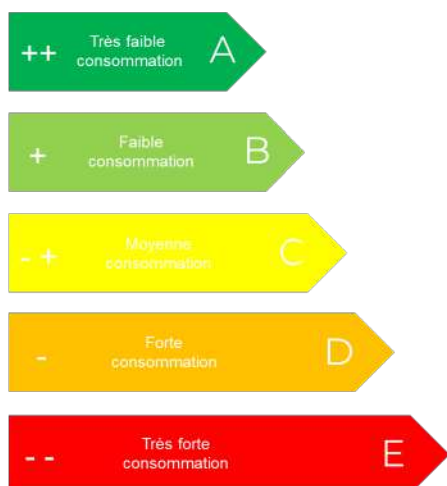 ++ Très faible consommation A
+ Faible consommation B
- + Moyenne consommation C
- Forte consommation D
- - Très forte consommation E